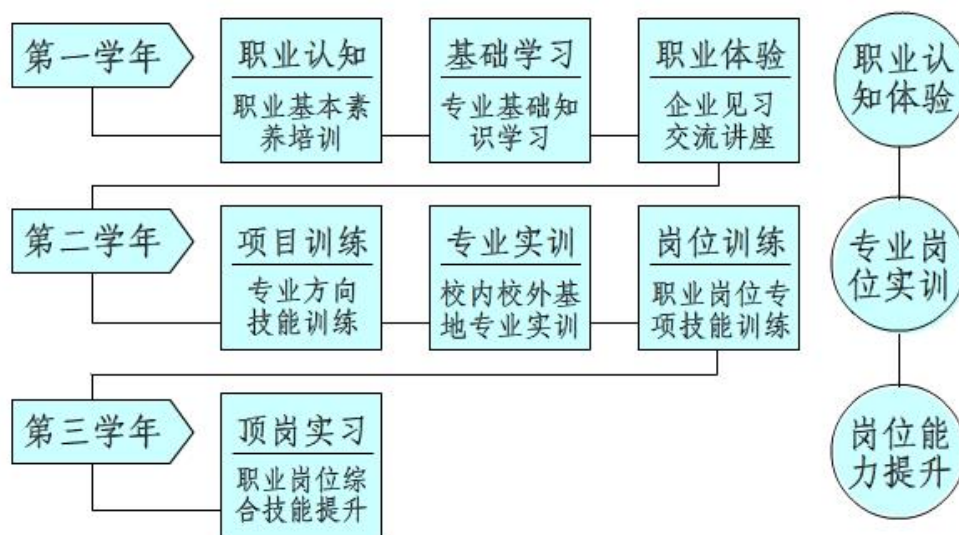 第一学年
职业认知
职业基本素
养培训
基础学习
专业基础知
识学习
职业体验
企业见习
交流讲座
职业认
知体验
第二学年
项目训练
专业方向
技能训练
专业实训
校内校外基
地专业实训
岗位训练
职业岗位专
项技能训练
专业岗
位实训
第三学年
顶岗实习
职业岗位综
合技能提升
岗位能
力提升